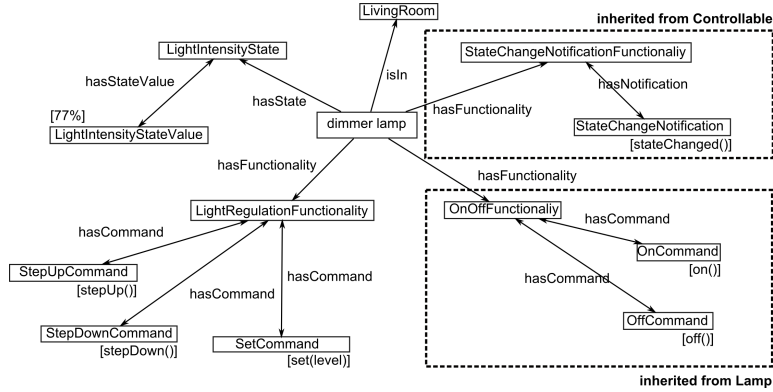 LivingRoom
inherited from Controllable
LightIntensityState
StateChangeNotificationFunctionaliy
hasStateValue
isIn
hasNotification
hasState
hasFunctionality
[77%]
LightIntensityStateValue
dimmer lamp
StateChangeNotification
[stateChanged()]
hasFunctionality
hasFunctionality
LightRegulationFunctionality
OnOffFunctionaliy
hasCommand
hasCommand
OnCommand
[on()]
StepUpCommand
[stepUp()]
hasCommand
hasCommand
hasCommand
OffCommand
[off()]
StepDownCommand
[stepDown()]
SetCommand
[set(level)]
inherited from Lamp